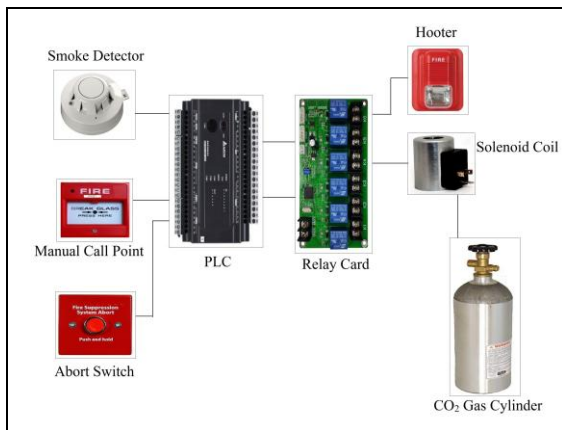 Smoke Detector
Hooter
FIRE
Solenoid Coil
FIRE
BREAK GLASS
PRESS HERE
Manual Call Point
PLC
Relay Card
Fire Suppression
System Abort
Push and hold
Abort Switch
CO₂ Gas Cylinder